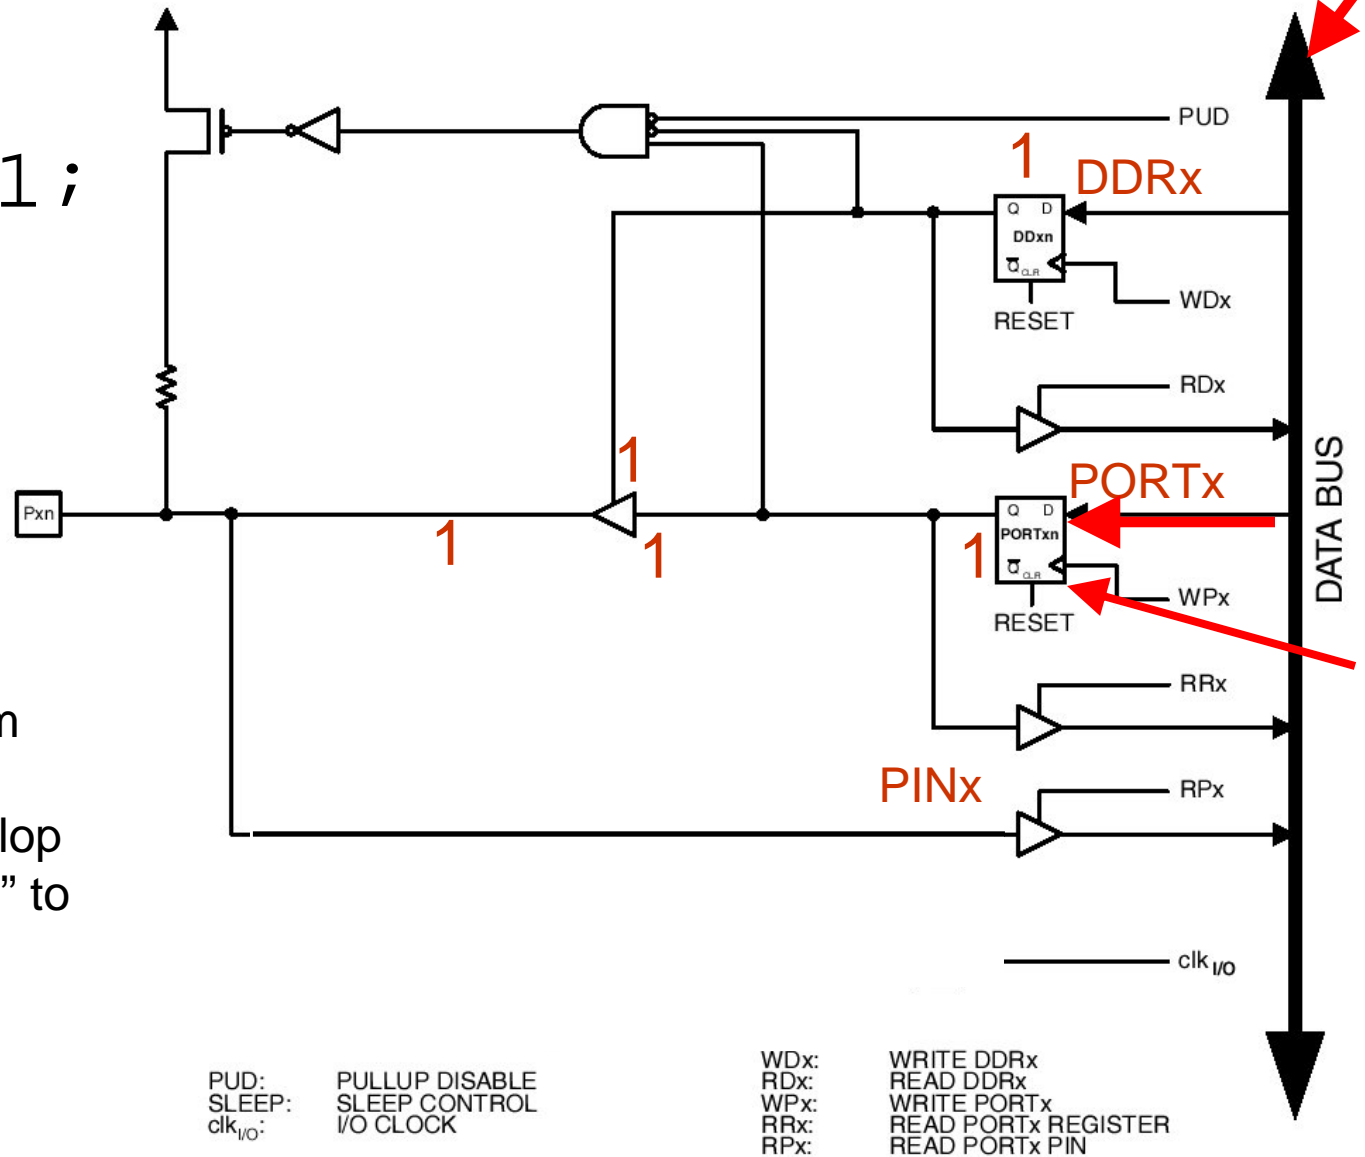 PUD
1
DDRx
1;
Q D
DDxn
Q CLR
WDx
RESET
RDx
1
PORTx
DATA BUS
Pxn
Q D
PORTxn
1
1
1
Q CLR
WPx
RESET
RRx
m
PINx
RPx
lop
” to
clk I/O
WDx: WRITE DDRx
PUD: PULLUP DISABLE
RDx: READ DDRx
SLEEP: SLEEP CONTROL
WPx: WRITE PORTx
clkI/O: I/O CLOCK
RRx: READ PORTx REGISTER
RPx: READ PORTx PIN